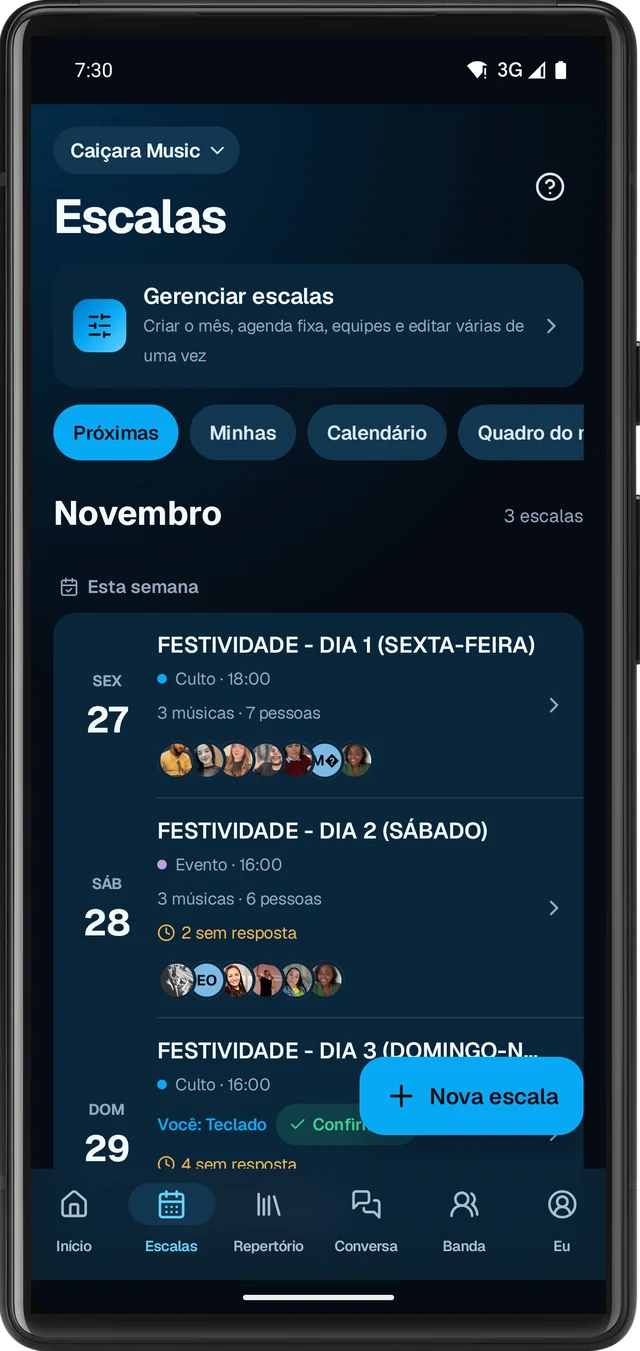 7:30
3G
Caiçara Music
Escalas
Gerenciar escalas
Criar o mês, agenda fixa, equipes e editar várias de
uma vez
Próximas
Minhas
Calendário
Quadro do
Novembro
3 escalas
Esta semana
FESTIVIDADE - DIA 1 (SEXTA-FEIRA)
SEX
27
Culto · 18:00
3 músicas · 7 pessoas
M�
FESTIVIDADE - DIA 2 (SÁBADO)
SÁB
28
Evento · 16:00
3 músicas · 6 pessoas
2 sem resposta
EO
FESTIVIDADE - DIA 3 (DOMINGO-N...
DOM
29
Culto · 16:00
Você: Teclado
4 sem resposta
Nova escala
Início
Escalas
Repertório
Conversa
Banda
Eu